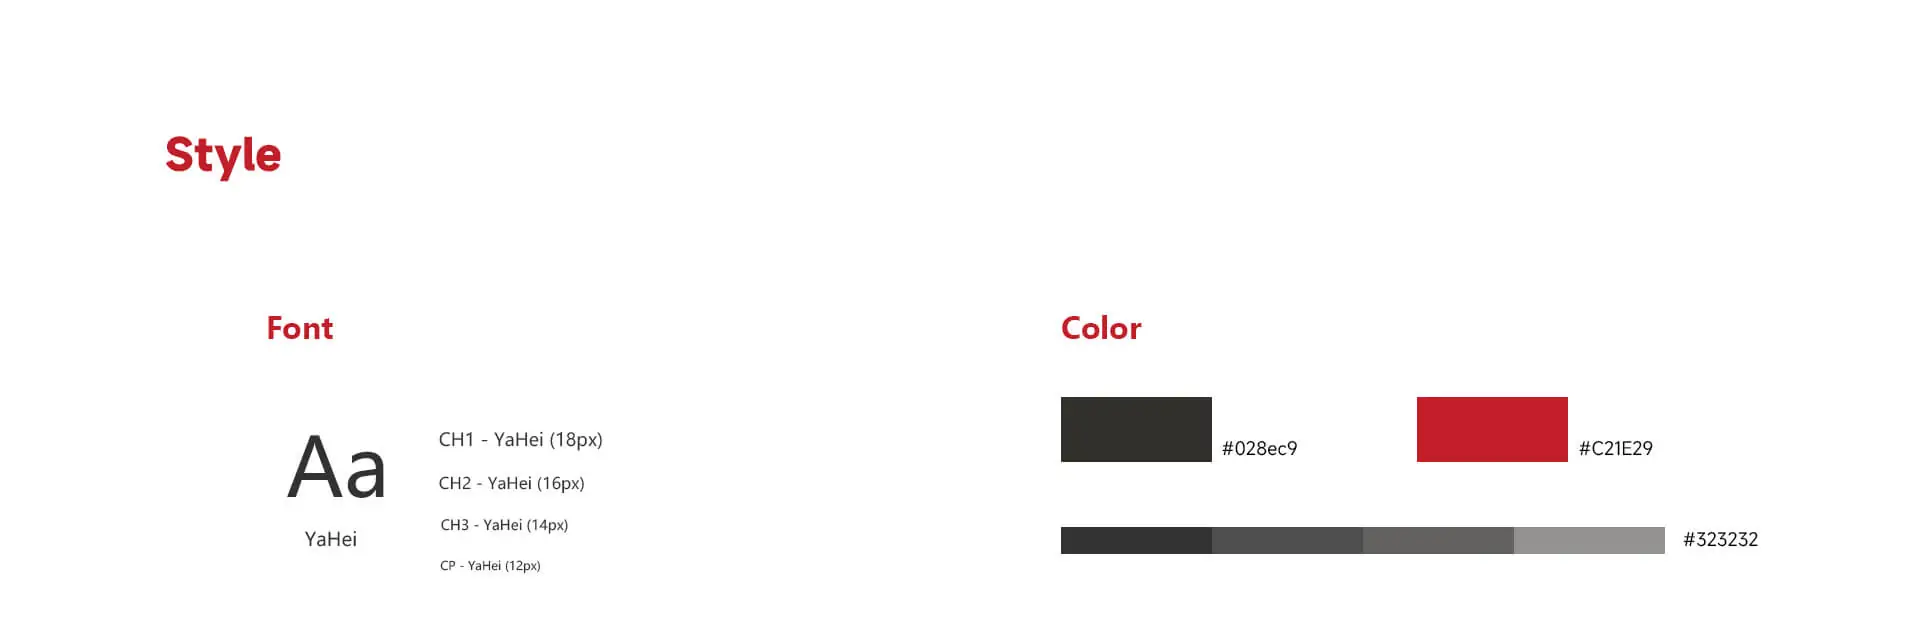 Style
Font
Aa
YaHei
CH1 - YaHei (18px)
CH2 - YaHei (16px)
CH3 - YaHei (14px)
CP - YaHei (12px)
Color
#028ec9
#C21E29
#323232